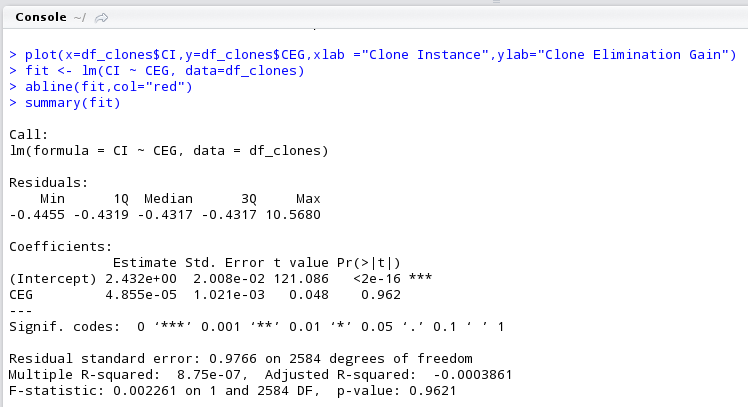 Console ~/
> plot(x=df_clones$CI,y=df_clones$CEG,xlab ="Clone Instance",ylab="Clone Elimination Gain")
> fit <- lm(CI ~ CEG, data=df_clones)
> abline(fit,col="red")
> summary(fit)
Call:
lm(formula = CI ~ CEG, data = df_clones)
Residuals:
    Min      1Q  Median      3Q     Max
-0.4455 -0.4319 -0.4317 -0.4317 10.5680
Coefficients:
             Estimate Std. Error t value Pr(>|t|)
(Intercept) 2.432e+00  2.008e-02 121.086   <2e-16 ***
CEG         4.855e-05  1.021e-03   0.048    0.962
---
Signif. codes:  0 ‘***’ 0.001 ‘**’ 0.01 ‘*’ 0.05 ‘.’ 0.1 ‘ ’ 1
Residual standard error: 0.9766 on 2584 degrees of freedom
Multiple R-squared:  8.75e-07,  Adjusted R-squared:  -0.0003861
F-statistic: 0.002261 on 1 and 2584 DF,  p-value: 0.9621